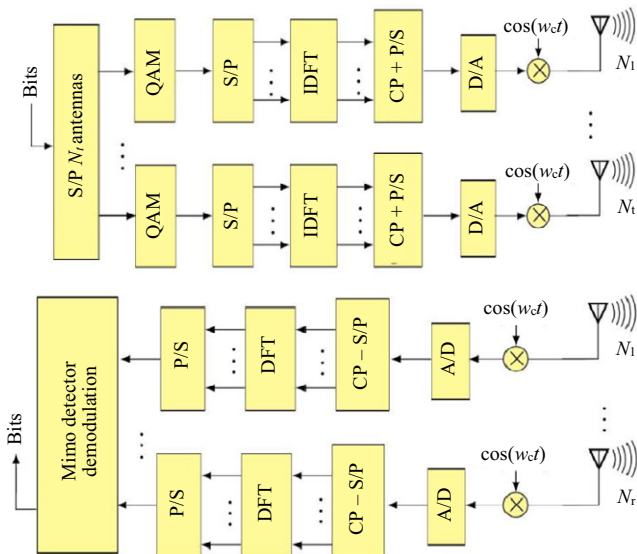 Bits
S/P Nt antennas
QAM
S/P
IDFT
CP + P/S
D/A
cos(wct)
N1
QAM
S/P
IDFT
CP + P/S
D/A
cos(wct)
Nt
Bits
Mimo detector
demodulation
P/S
DFT
CP – S/P
A/D
cos(wct)
N1
P/S
DFT
CP – S/P
A/D
cos(wct)
Nr